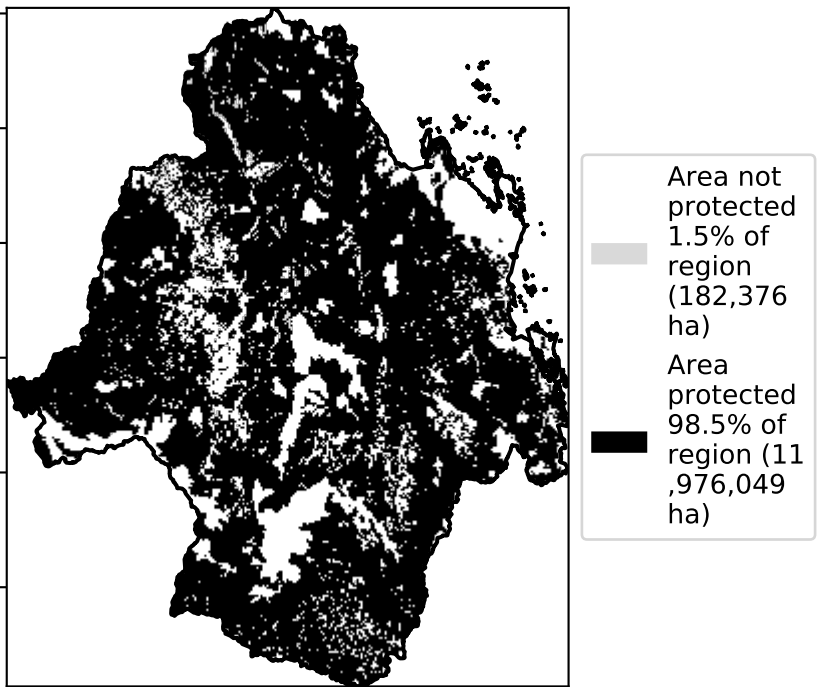 Area not
protected
1.5% of
region
(182,376
ha)
Area
protected
98.5% of
region (11
,976,049
ha)